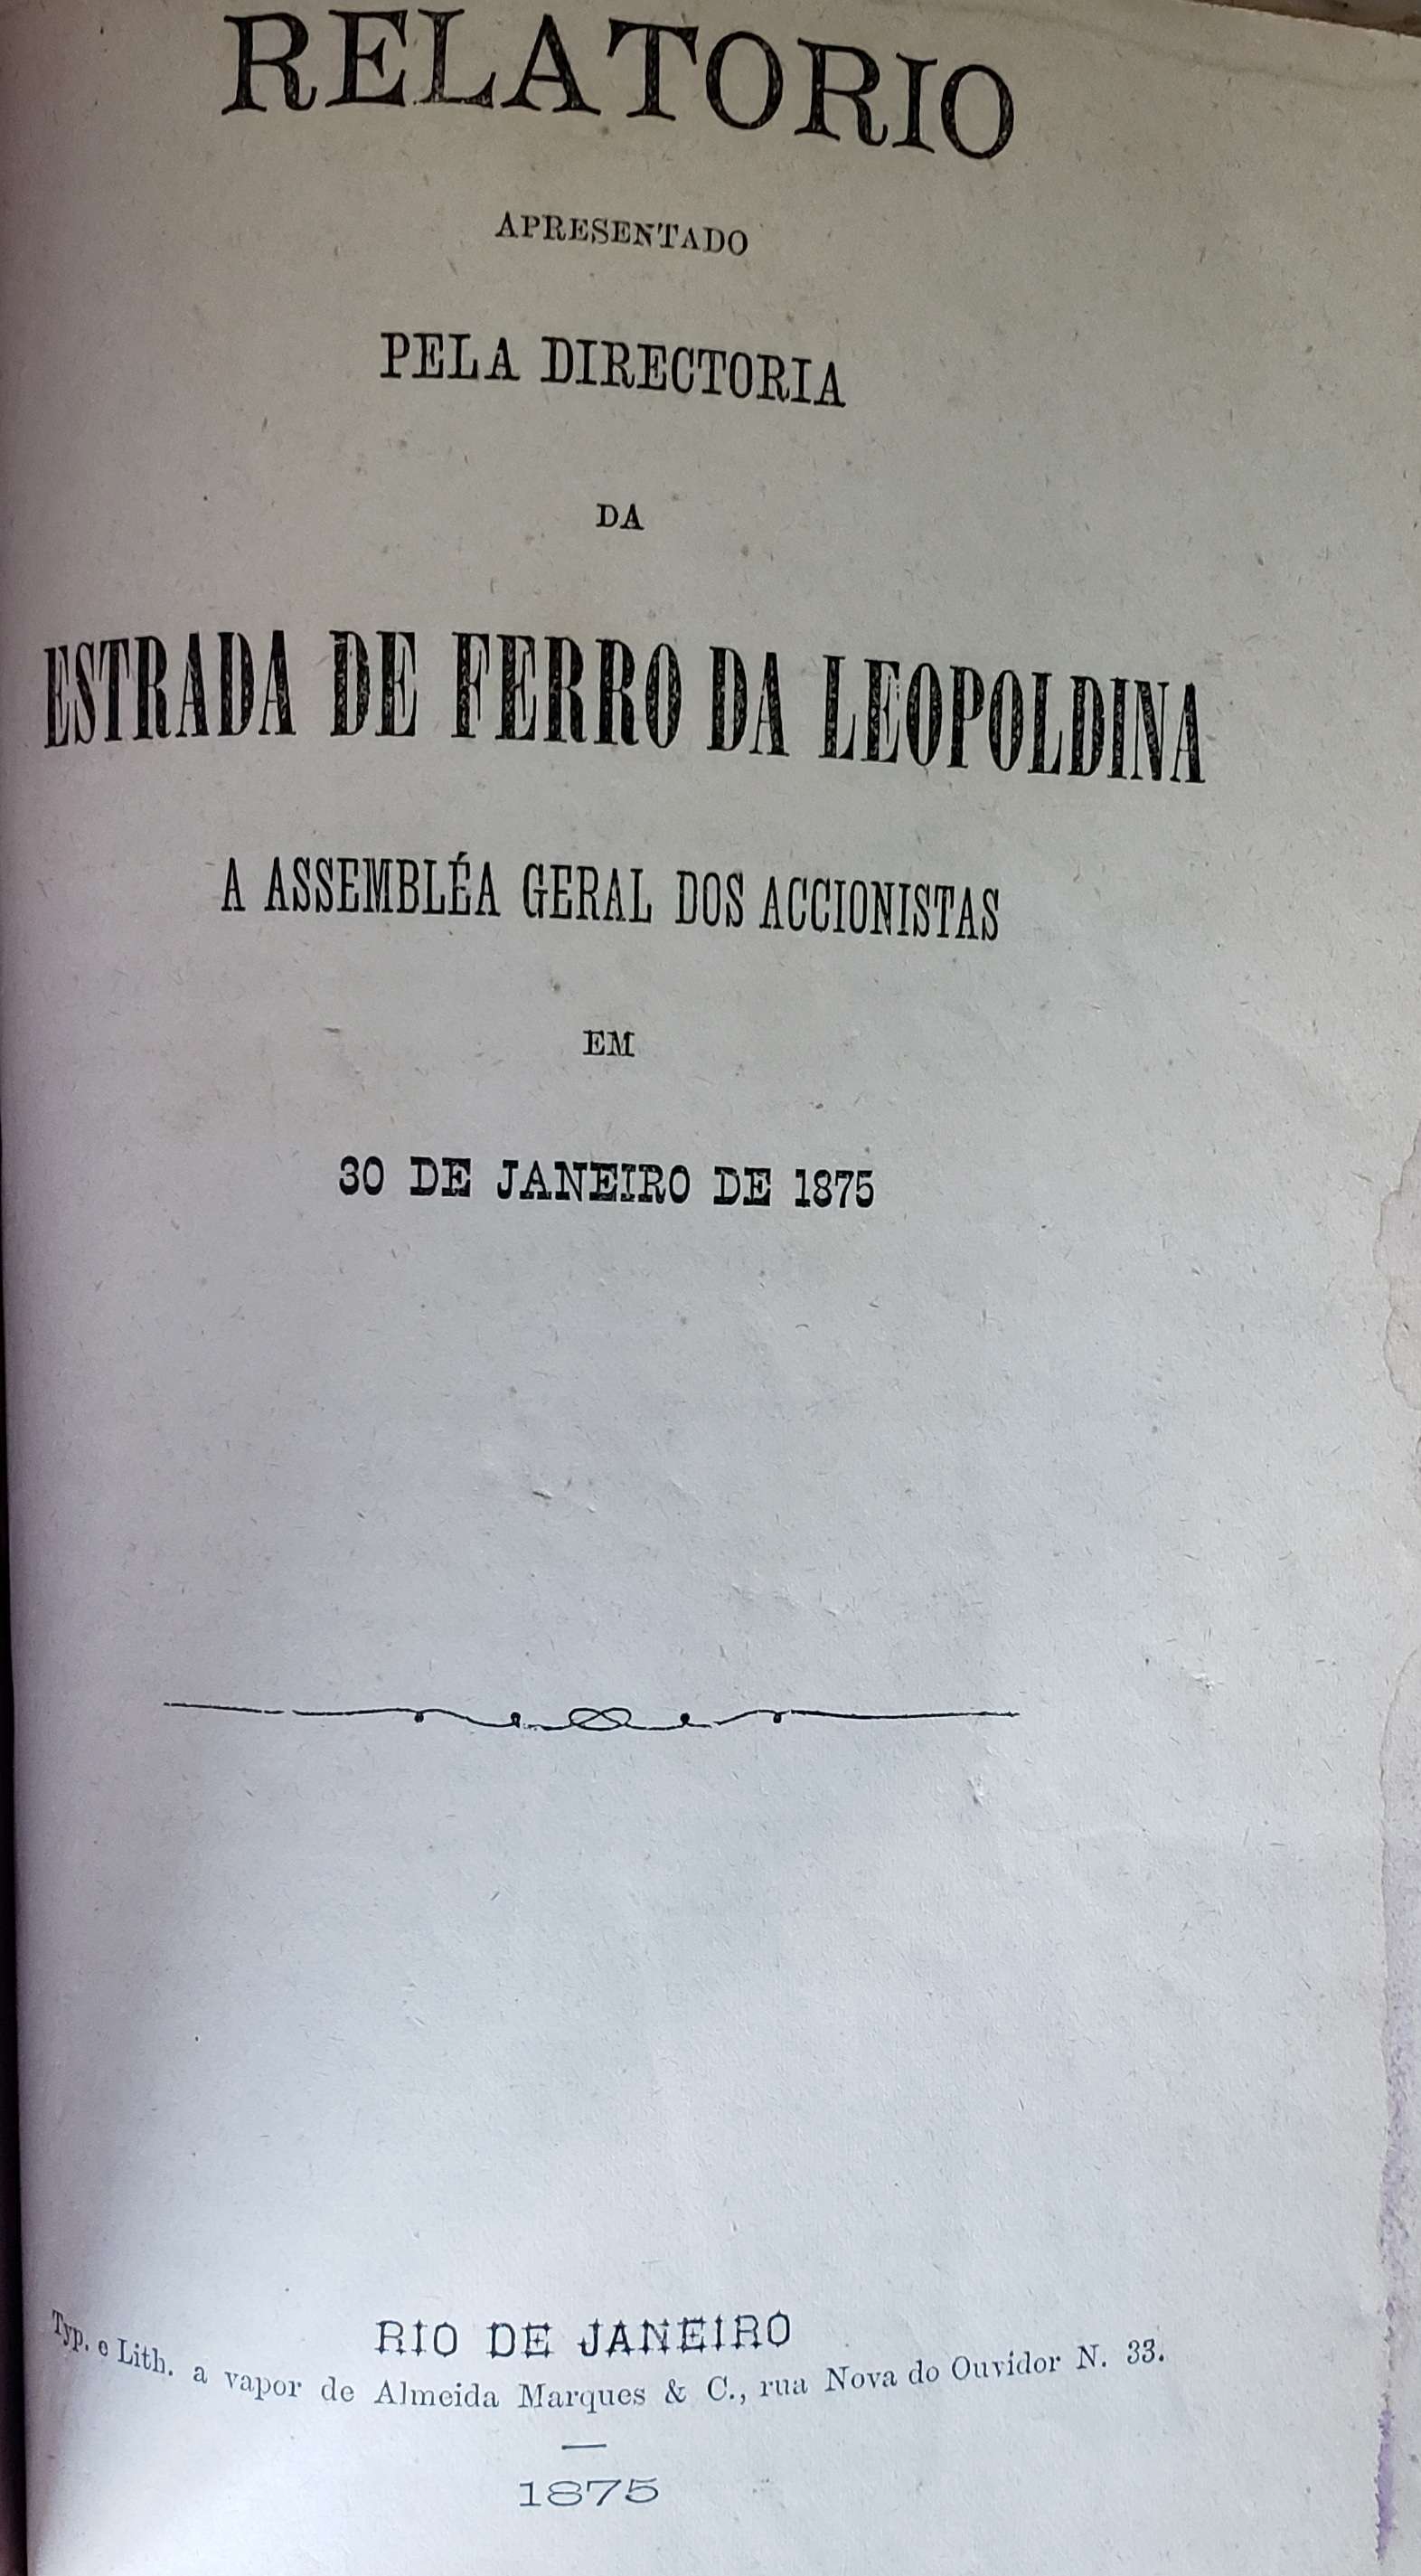 RELATORIO
APRESENTADO
PELA DIRECTORIA
DA
ESTRADA DE FERRO DA LEOPOLDINA
A ASSEMBLÉA GERAL DOS ACCIONISTAS
EM
30 DE JANEIRO DE 1875
RIO DE JANEIRO
Typ. e Lith. a vapor de Almeida Marques & C., rua Nova do Ouvidor N. 33.
1875